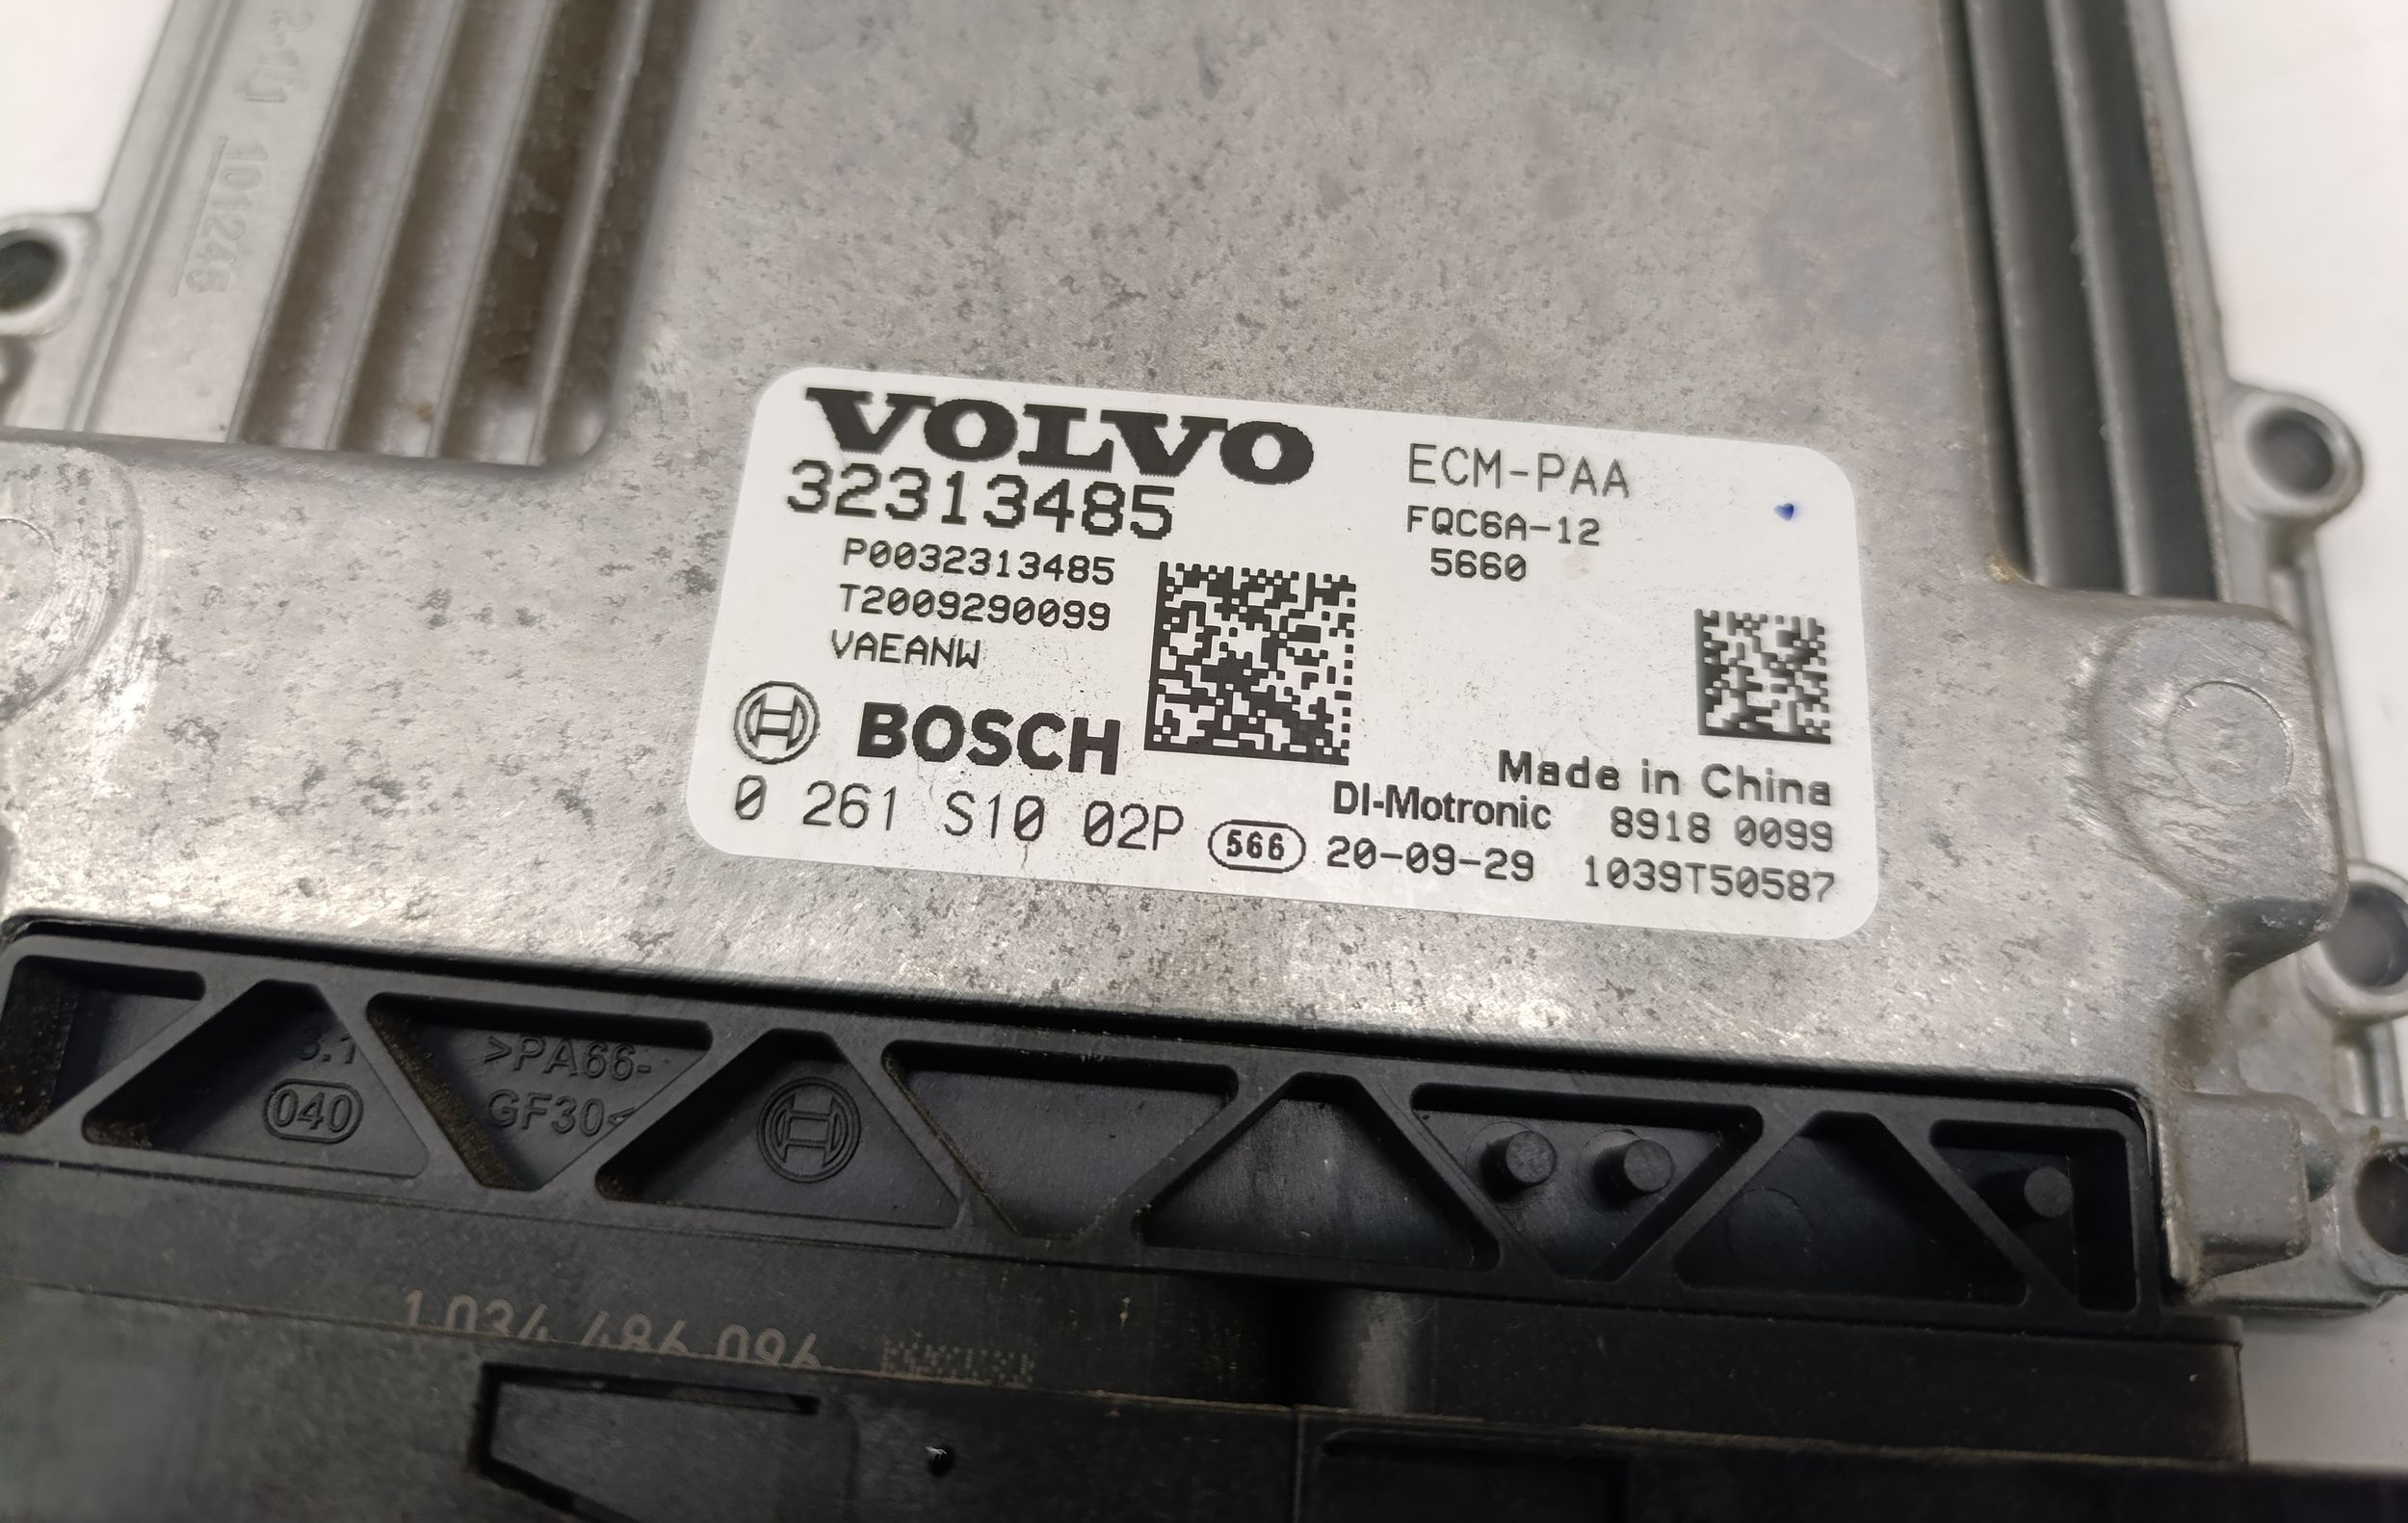 101246
VOLVO
32313485
P0032313485
T2009290099
VAEANW
BOSCH
0 261 S10 02P
566
ECM-PAA
FQC6A-12
5660
Made in China
DI-Motronic
8918 0099
20-09-29
1039T50587
040
>PA66-
GF30<
1 034 486 096